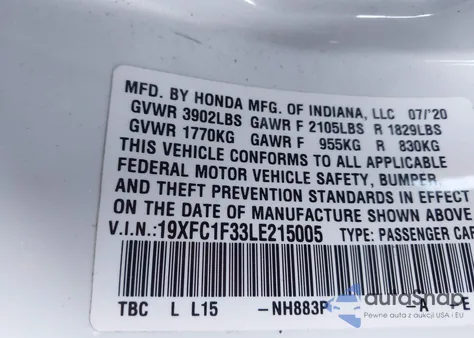 MFD. BY HONDA MFG. OF INDIANA, LLC 07/'20
GVWR 3902LBS GAWR F 2105LBS R 1829LBS
GVWR 1770KG GAWR F 955KG R 830KG
THIS VEHICLE CONFORMS TO ALL APPLICABLE
FEDERAL MOTOR VEHICLE SAFETY, BUMPER,
AND THEFT PREVENTION STANDARDS IN EFFECT
ON THE DATE OF MANUFACTURE SHOWN ABOVE
V.I.N.:19XFC1F33LE215005 TYPE: PASSENGER CAR
TBC L L15 –NH883P –A E
autoSnap
Pewne auta z aukcji USA i EU